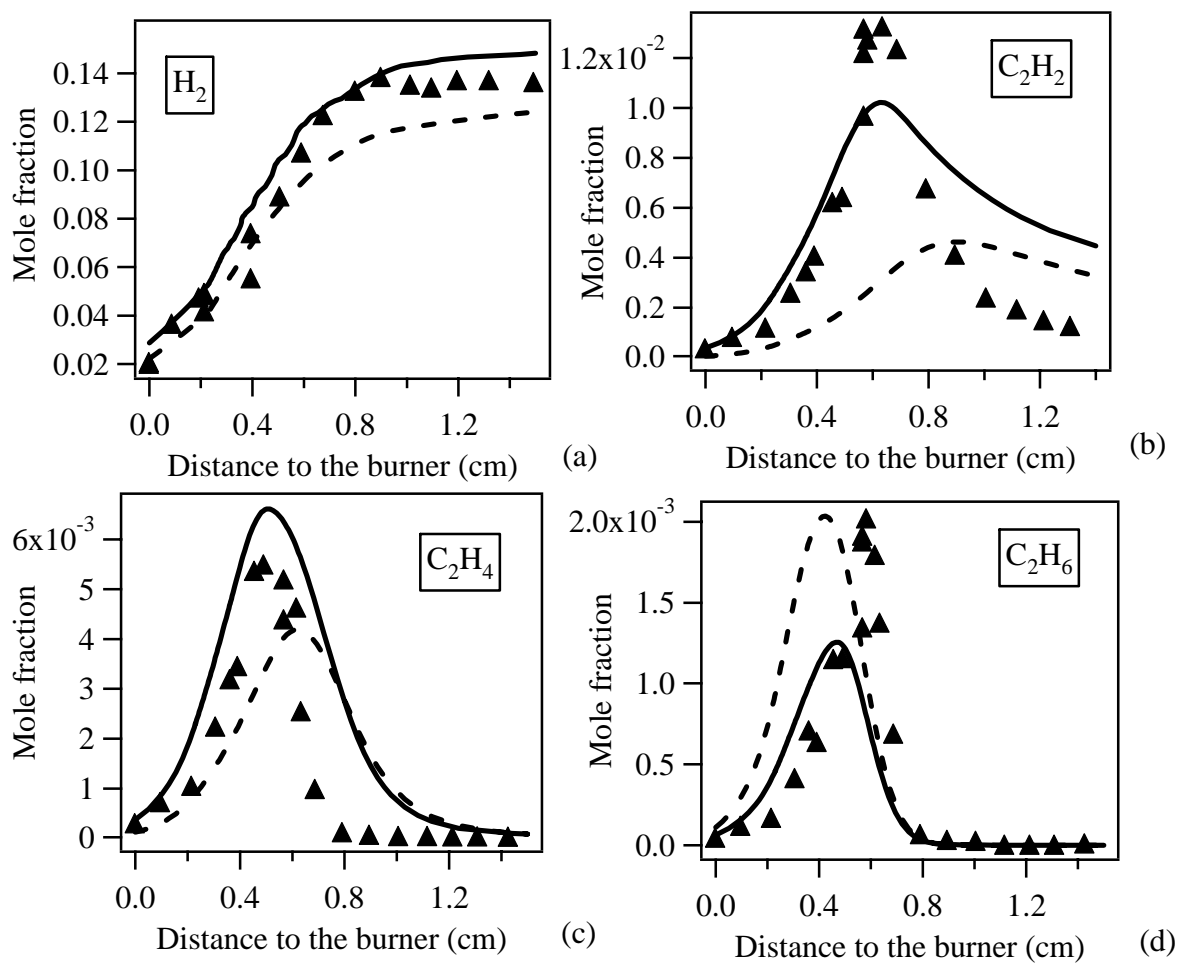 H2
Mole fraction
0.14
0.12
0.10
0.08
0.06
0.04
0.02
0.0 0.4 0.8 1.2
Distance to the burner (cm)
(a)
C2H2
Mole fraction
1.2x10-2
1.0
0.8
0.6
0.4
0.2
0.0
0.0 0.4 0.8 1.2
Distance to the burner (cm)
(b)
C2H4
Mole fraction
6x10-3
5
4
3
2
1
0
0.0 0.4 0.8 1.2
Distance to the burner (cm)
(c)
C2H6
Mole fraction
2.0x10-3
1.5
1.0
0.5
0.0
0.0 0.4 0.8 1.2
Distance to the burner (cm)
(d)